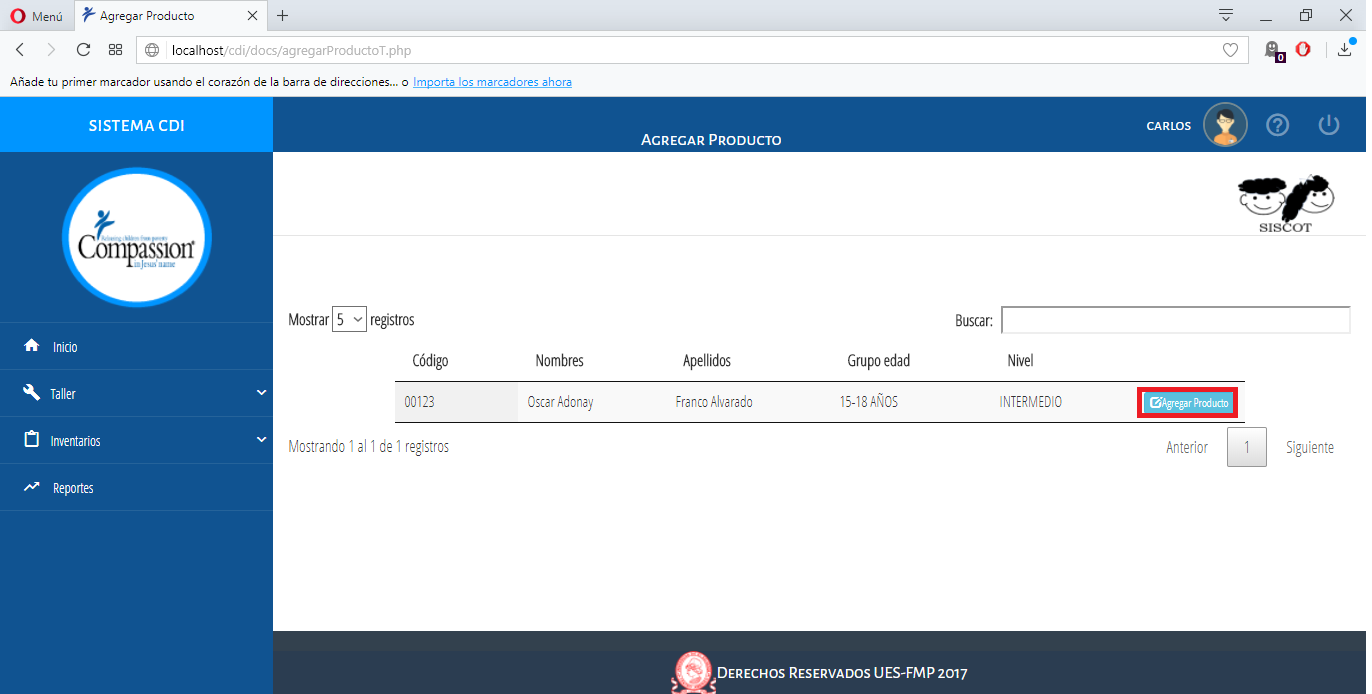 Menú
Agregar Producto
localhost/cdi/docs/agregarProductoT.php
0
Añade tu primer marcador usando el corazón de la barra de direcciones... o Importa los marcadores ahora
SISTEMA CDI
AGREGAR PRODUCTO
CARLOS
Releasing children from poverty
Compassion®
in Jesus' name
SISCOT
Inicio
Taller
Inventarios
Reportes
Mostrar 5 registros
Buscar:
Código Nombres Apellidos Grupo edad Nivel
00123 Oscar Adonay Franco Alvarado 15-18 AÑOS INTERMEDIO Agregar Producto
Mostrando 1 al 1 de 1 registros
Anterior 1 Siguiente
DERECHOS RESERVADOS UES-FMP 2017